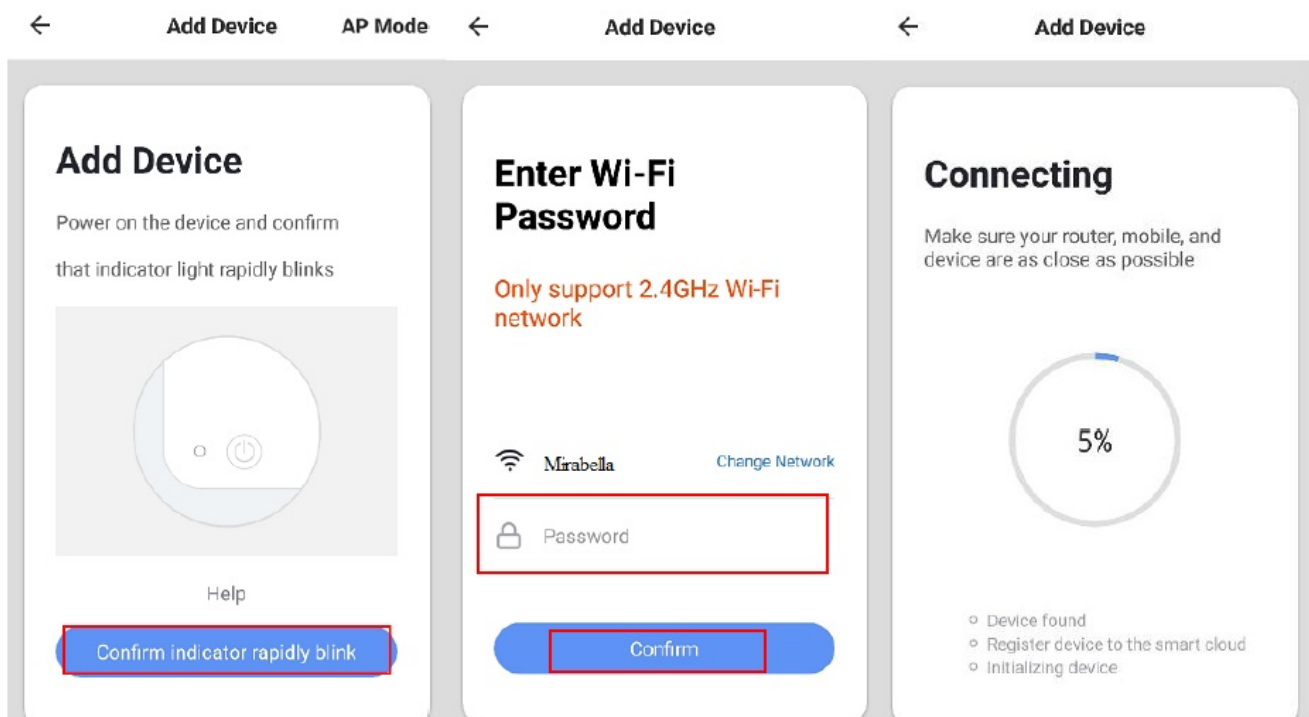 Add Device
AP Mode
Add Device
Power on the device and confirm
that indicator light rapidly blinks
Help
Confirm indicator rapidly blink
Add Device
Enter Wi-Fi
Password
Only support 2.4GHz Wi-Fi
network
Mirabella
Change Network
Password
Confirm
Add Device
Connecting
Make sure your router, mobile, and
device are as close as possible
5%
Device found
Register device to the smart cloud
Initializing device